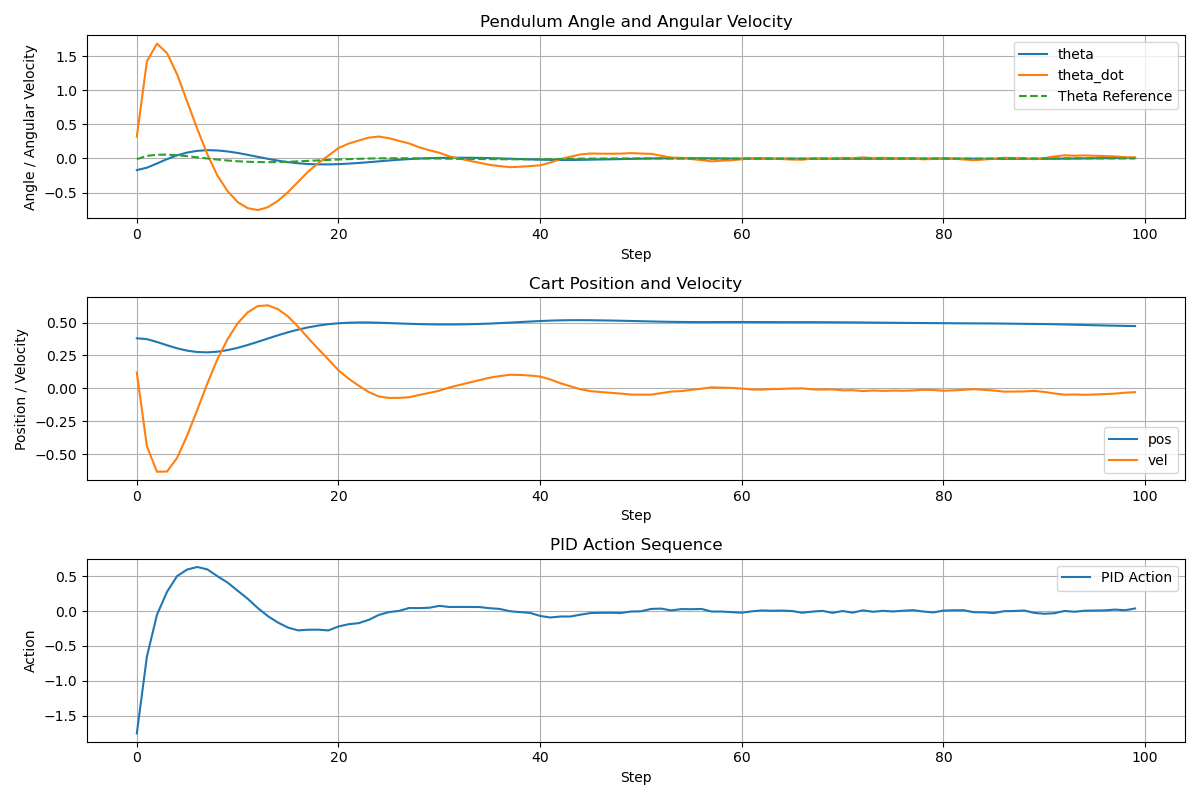 Pendulum Angle and Angular Velocity
Angle / Angular Velocity
1.5
1.0
0.5
0.0
−0.5
theta
theta_dot
Theta Reference
0 20 40 60 80 100
Step
Cart Position and Velocity
Position / Velocity
0.50
0.25
0.00
−0.25
−0.50
pos
vel
0 20 40 60 80 100
Step
PID Action Sequence
Action
0.5
0.0
−0.5
−1.0
−1.5
PID Action
0 20 40 60 80 100
Step